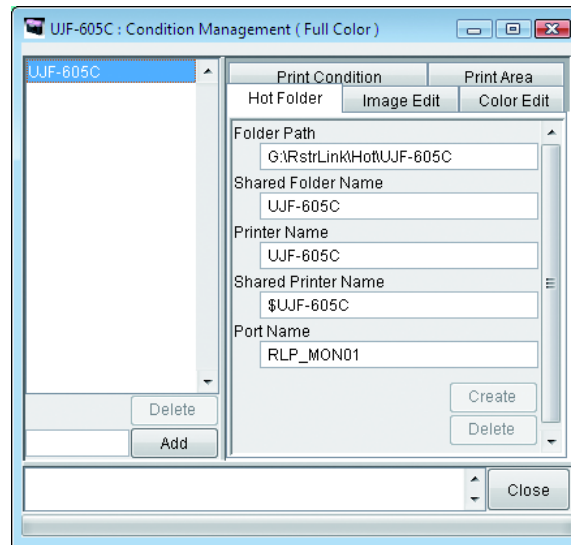 UJF-605C : Condition Management ( Full Color )
UJF-605C
Print Condition
Print Area
Hot Folder
Image Edit
Color Edit
Folder Path
G:\RstrLink\Hot\UJF-605C
Shared Folder Name
UJF-605C
Printer Name
UJF-605C
Shared Printer Name
$UJF-605C
Port Name
RLP_MON01
Create
Delete
Delete
Add
Close